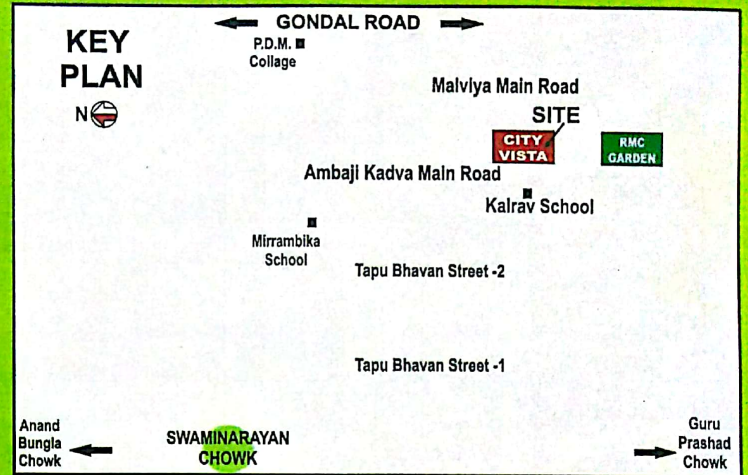 GONDAL ROAD
KEY
PLAN
N
P.D.M.
Collage
Malviya Main Road
SITE
CITY
VISTA
RMC
GARDEN
Ambaji Kadva Main Road
Kalrav School
Mirrambika
School
Tapu Bhavan Street -2
Tapu Bhavan Street -1
Anand
Bungla
Chowk
SWAMINARAYAN
CHOWK
Guru
Prashad
Chowk